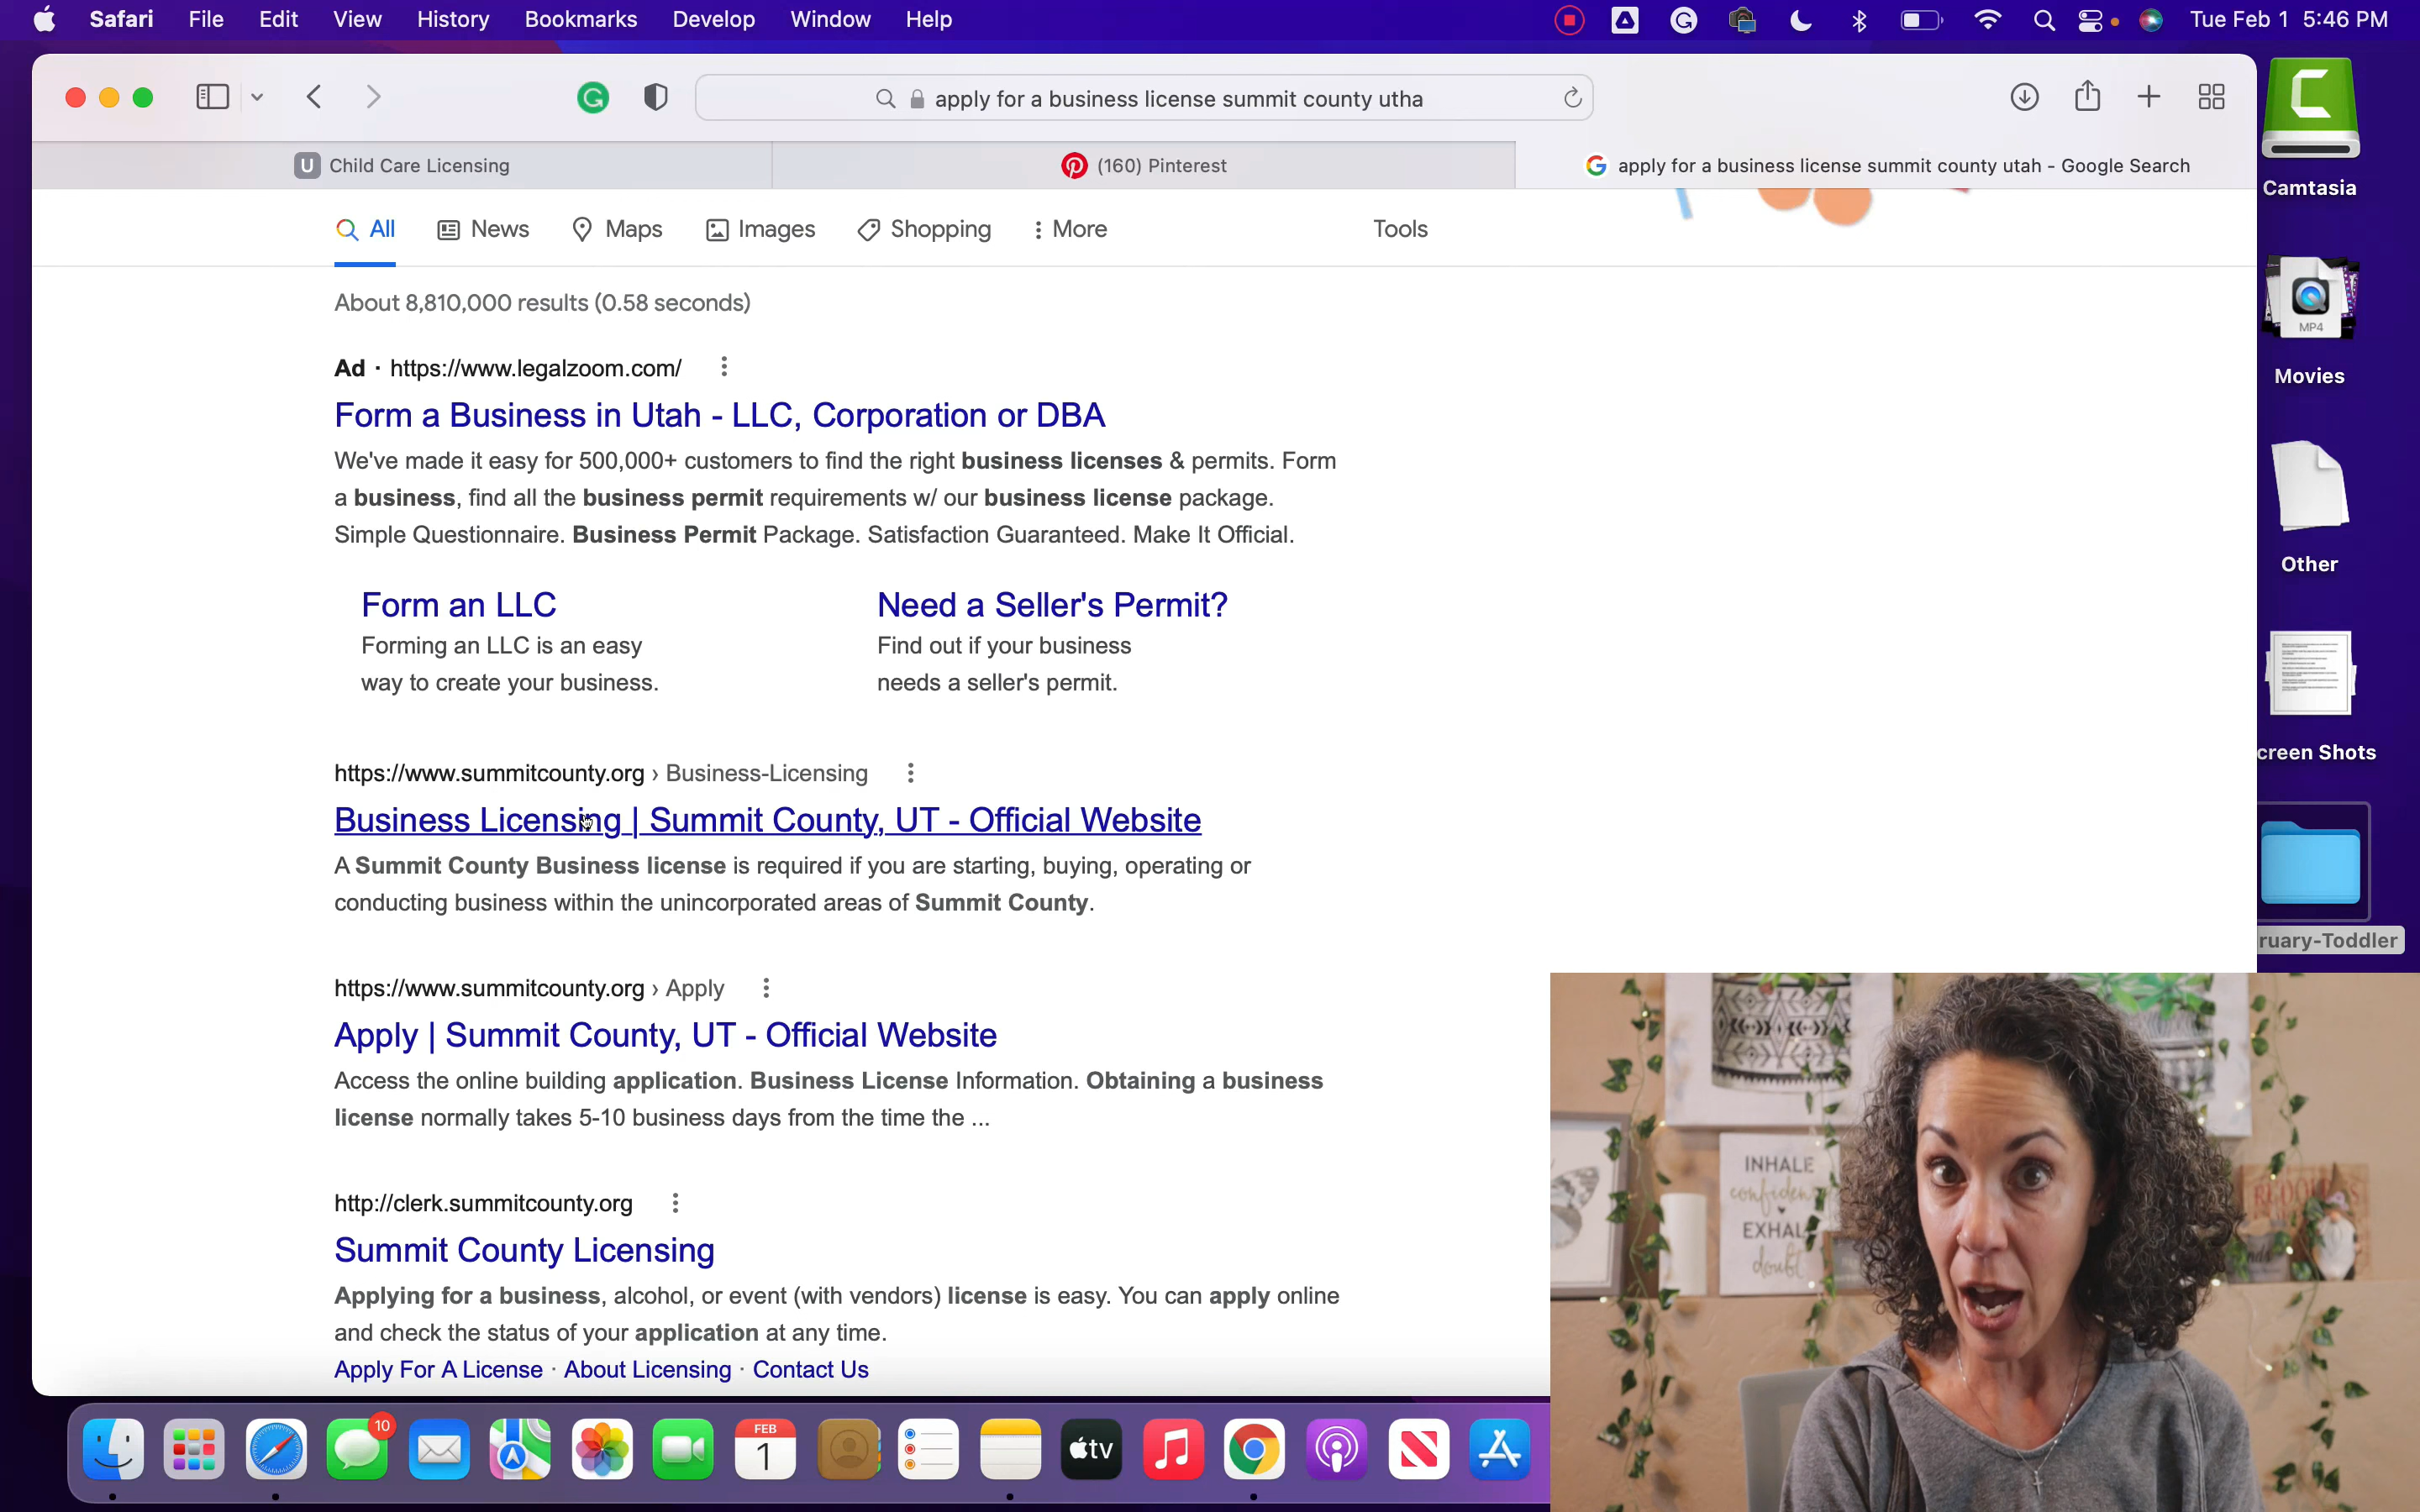 Safari File Edit View History Bookmarks Develop Window Help
Tue Feb 1 5:46 PM
apply for a business license summit county utha
U Child Care Licensing
(160) Pinterest
G apply for a business license summit county utah - Google Search
All News Maps Images Shopping More Tools
About 8,810,000 results (0.58 seconds)
Ad · https://www.legalzoom.com/
Form a Business in Utah - LLC, Corporation or DBA
We've made it easy for 500,000+ customers to find the right business licenses & permits. Form
a business, find all the business permit requirements w/ our business license package.
Simple Questionnaire. Business Permit Package. Satisfaction Guaranteed. Make It Official.
Form an LLC
Forming an LLC is an easy
way to create your business.
Need a Seller's Permit?
Find out if your business
needs a seller's permit.
https://www.summitcounty.org › Business-Licensing
Business Licensing | Summit County, UT - Official Website
A Summit County Business license is required if you are starting, buying, operating or
conducting business within the unincorporated areas of Summit County.
https://www.summitcounty.org › Apply
Apply | Summit County, UT - Official Website
Access the online building application. Business License Information. Obtaining a business
license normally takes 5-10 business days from the time the ...
http://clerk.summitcounty.org
Summit County Licensing
Applying for a business, alcohol, or event (with vendors) license is easy. You can apply online
and check the status of your application at any time.
Apply For A License · About Licensing · Contact Us
Camtasia
MP4
Movies
Other
creen Shots
ruary-Toddler
INHALE
confidence
EXHALE
doubt
10
FEB
1
tv